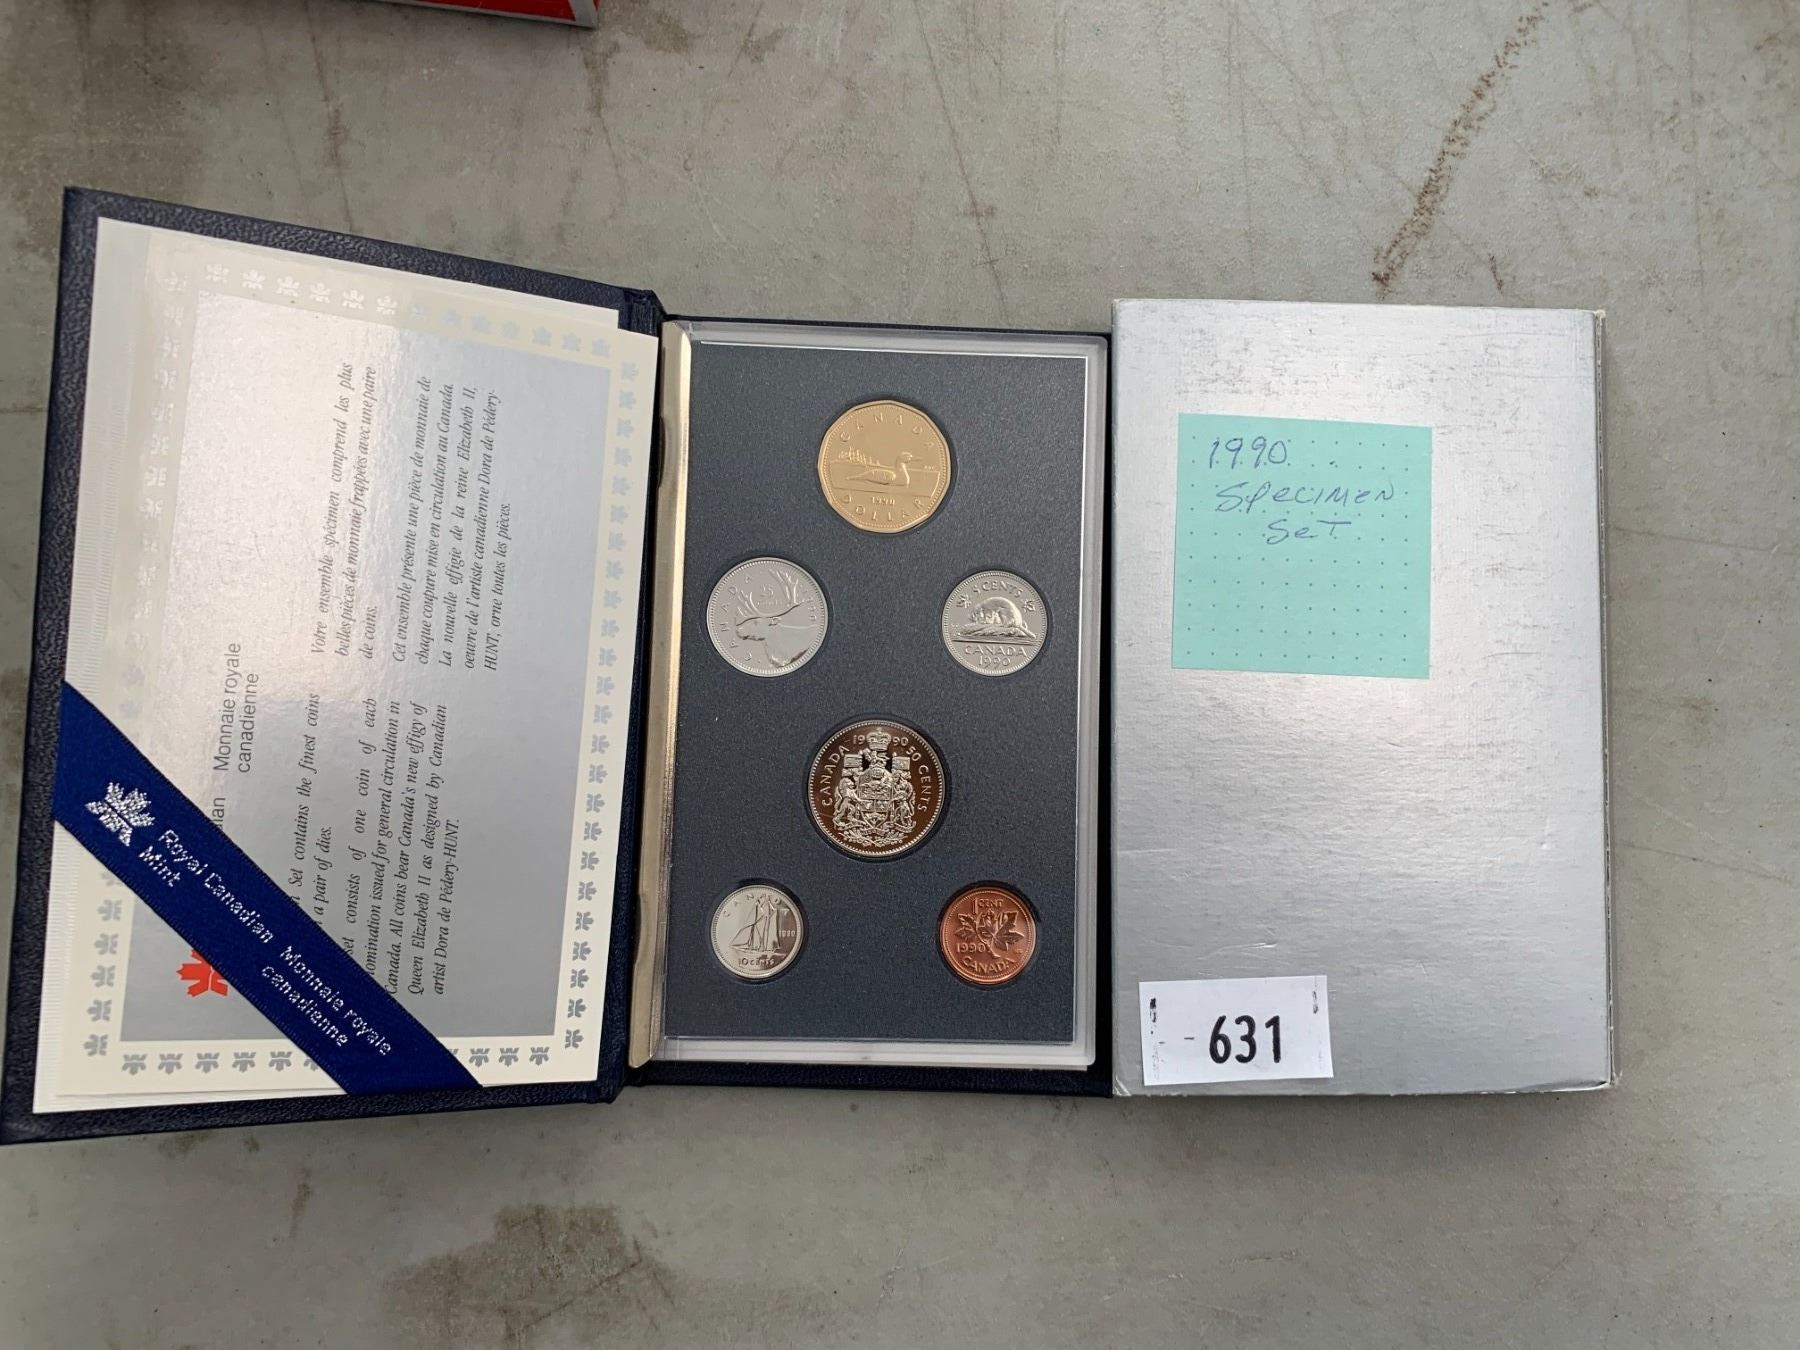 Monnaie royale
canadienne
Set contains the finest coins
a pair of dies.
consists of one coin of each
issued for general circulation in
Canada. All coins bear Canada's new effigy of
Queen Elizabeth II as designed by Canadian
artist Dora de Pédery-HUNT.
Votre ensemble spécimen comprend les plus
belles pièces de monnaie frappées avec une paire
de coins.
Cet ensemble présente une pièce de monnaie de
chaque coupure mise en circulation au Canada.
La nouvelle effigie de la reine Elizabeth II,
oeuvre de l'artiste canadienne Dora de Pédery-
HUNT, orne toutes les pièces.
Royal Canadian
Mint
Monnaie royale
canadienne
CANADA
1990
DOLLAR
CANADA
25
5 CENTS
CANADA
1990
CANADA 1990 50 CENTS
CANADA
1990
10 CENTS
1 CENT
1990
CANADA
1990
Specimen
Set
631